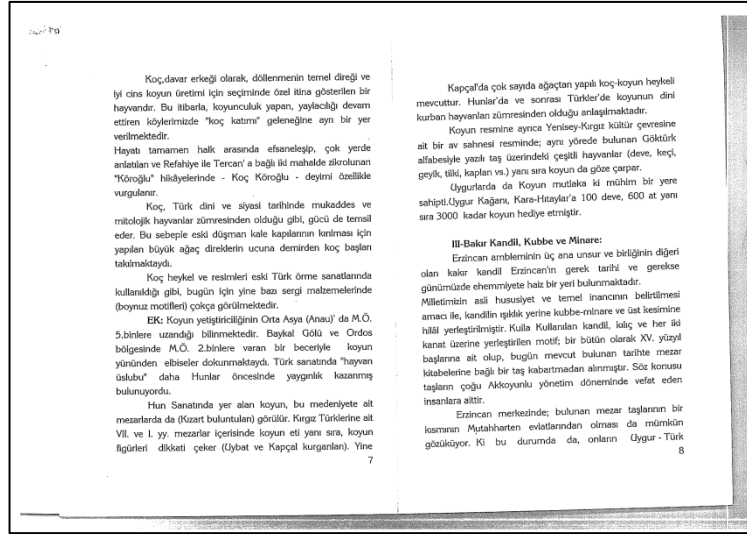 Koç,davar erkeği olarak, döllenmenin temel direği ve
iyi cins koyun üretimi için seçiminde özel itina gösterilen bir
hayvandır. Bu itibarla, koyunculuk yapan, yaylacılığı devam
ettiren köylerimizde "koç katımı" geleneğine ayrı bir yer
verilmektedir.
Hayatı tamamen halk arasında efsaneleşip, çok yerde
anlatılan ve Refahiye ile Tercan' a bağlı iki mahalde zikrolunan
"Köroğlu" hikâyelerinde - Koç Köroğlu - deyimi özellikle
vurgulanır.
Koç, Türk dini ve siyasi tarihinde mukaddes ve
mitolojik hayvanlar zümresinden olduğu gibi, gücü de temsil
eder. Bu sebeple eski düşman kale kapılarının kırılması için
yapılan büyük ağaç direklerin ucuna demirden koç başları
takılmaktaydı.
Koç heykel ve resimleri eski Türk örme sanatlarında
kullanıldığı gibi, bugün için yine bazı sergi malzemelerinde
(boynuz motifleri) çokça görülmektedir.
EK: Koyun yetiştiriciliğinin Orta Asya (Anau)' da M.Ö.
5.binlere uzandığı bilinmektedir. Baykal Gölü ve Ordos
bölgesinde M.Ö. 2.binlere varan bir beceriyle koyun
yününden elbiseler dokunmaktaydı. Türk sanatında "hayvan
üslubu" daha Hunlar öncesinde yaygınlık kazanmış
bulunuyordu.
Hun Sanatında yer alan koyun, bu medeniyete ait
mezarlarda da (Kızart buluntuları) görülür. Kırgız Türklerine ait
VII. ve I. yy. mezarlar içerisinde koyun eti yanı sıra, koyun
figürleri dikkati çeker (Uybat ve Kapçal kurganları). Yine
7
Kapçal'da çok sayıda ağaçtan yapılı koç-koyun heykeli
mevcuttur. Hunlar'da ve sonrası Türkler'de koyunun dini
kurban hayvanları zümresinden olduğu anlaşılmaktadır.
Koyun resmine ayrıca Yenisey-Kırgız kültür çevresine
ait bir av sahnesi resminde; aynı yörede bulunan Göktürk
alfabesiyle yazılı taş üzerindeki çeşitli hayvanlar (deve, keçi,
geyik, tilki, kaplan vs.) yanı sıra koyun da göze çarpar.
Uygurlarda da Koyun mutlaka ki mühim bir yere
sahipti.Uygur Kağanı, Kara-Hıtaylar'a 100 deve, 600 at yanı
sıra 3000 kadar koyun hediye etmiştir.
III-Bakır Kandil, Kubbe ve Minare:
Erzincan ambleminin üç ana unsur ve birliğinin diğeri
olan kakır kandil Erzincan'ın gerek tarihi ve gerekse
günümüzde ehemmiyete haiz bir yeri bulunmaktadır.
Milletimizin asli hususiyet ve temel inancının belirtilmesi
amacı ile, kandilin ışıklık yerine kubbe-minare ve üst kesimine
hilâl yerleştirilmiştir. Kulla Kullanılan kandil, kılıç ve her iki
kanat üzerine yerleştirilen motif; bir bütün olarak XV. yüzyıl
başlarına ait olup, bugün mevcut bulunan tarihte mezar
kitabelerine bağlı bir taş kabartmadan alınmıştır. Söz konusu
taşların çoğu Akkoyunlu yönetim döneminde vefat eden
insanlara aittir.
Erzincan merkezinde; bulunan mezar taşlarının bir
kısmının Mutahharten evlatlarından olması da mümkün
gözüküyor. Ki bu durumda da, onların Uygur - Türk
8